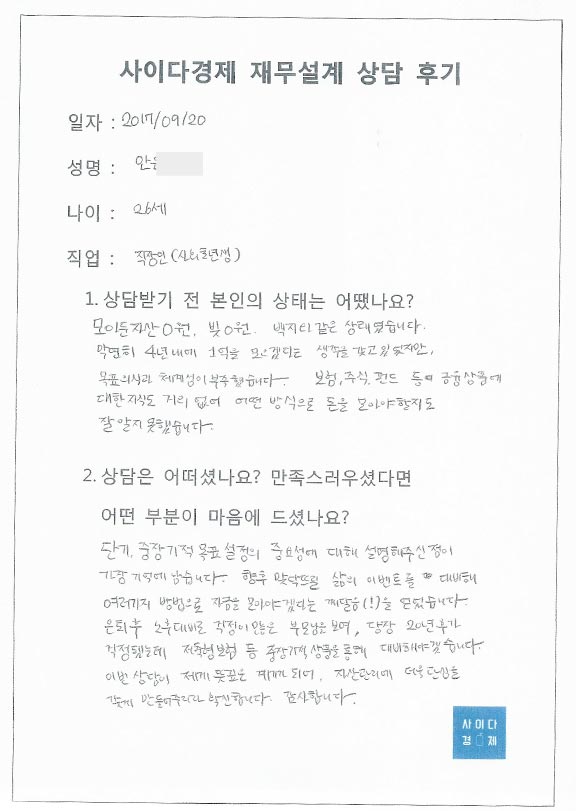 사이다경제 재무설계 상담 후기
일자 : 2017/09/20
성명 : 안
나이 : 26세
직업 : 직장인 (사회초년생)
1. 상담받기 전 본인의 상태는 어땠나요?
모아둔자산 0원, 빚 0원. 백지와 같은 상태였습니다.
막연히 4년내에 1억을 모으겠다는 생각을 갖고 있었지만,
목표의식과 체계성이 부족했습니다. 보험, 주식, 펀드 등의 금융상품에
대한 지식도 거의 없어 어떤 방식으로 돈을 모아야 할지도
잘 알지 못했습니다.
2. 상담은 어떠셨나요? 만족스러우셨다면
어떤 부분이 마음에 드셨나요?
단기, 중장기적 목표 설정의 중요성에 대해 설명해주신 점이
가장 기억에 남습니다. 향후 맞닥뜨릴 삶의 이벤트를 대비해
여러가지 방법으로 자금을 모아야겠다는 깨달음(!)을 얻었습니다.
은퇴후 노후대비로 걱정이 많은 부모님을 보며, 당장 20년후가
걱정됐는데 저축형보험 등 중장기적 상품을 통해 대비해야겠습니다.
이번 상담이 제게 뜻깊은 계기가 되어, 자산관리에 더욱 관심을
갖게 만들어주리라 확신합니다. 감사합니다.
사이다
경제